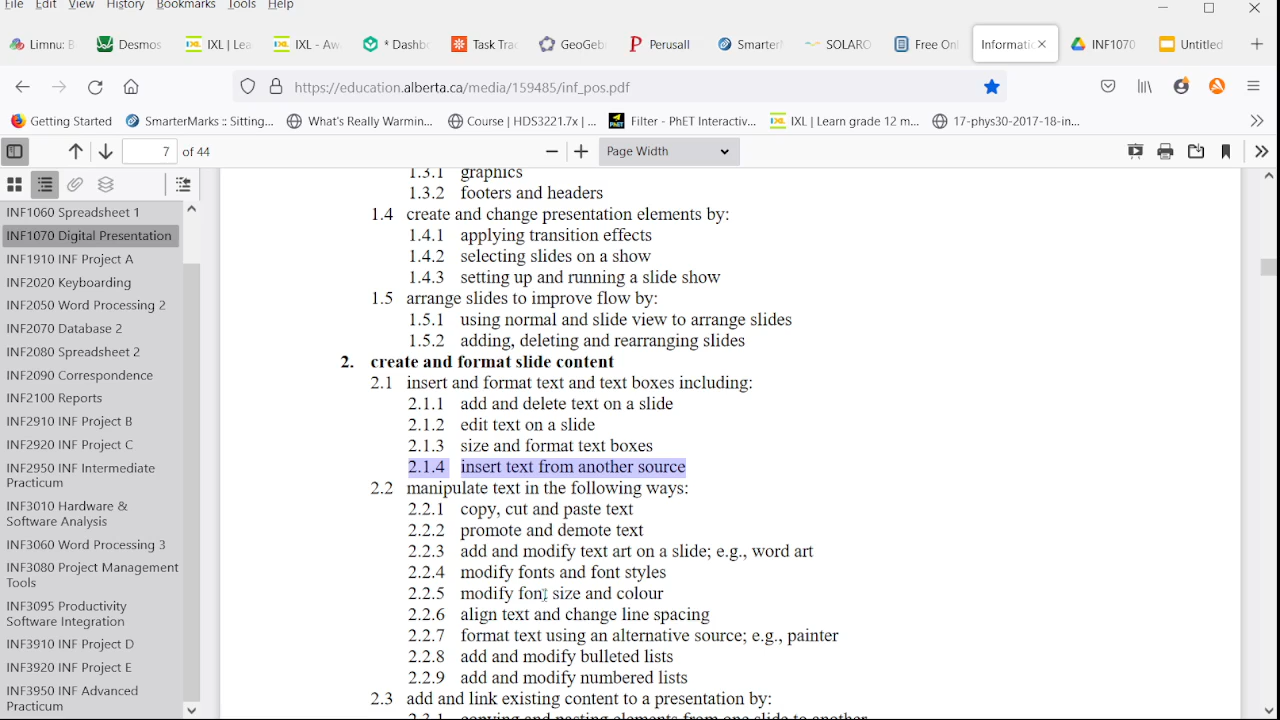 File Edit View History Bookmarks Tools Help
Limnu: B Desmos IXL | Lea IXL - Aw * Dashb Task Trac GeoGeb Perusall Smarter SOLARO Free Onl Informati INF1070 Untitled
https://education.alberta.ca/media/159485/inf_pos.pdf
Getting Started SmarterMarks :: Sitting... What's Really Warmin... Course | HDS3221.7x | ... Filter - PhET Interactiv... IXL | Learn grade 12 m... 17-phys30-2017-18-in...
7 of 44 Page Width
INF1060 Spreadsheet 1
INF1070 Digital Presentation
INF1910 INF Project A
INF2020 Keyboarding
INF2050 Word Processing 2
INF2070 Database 2
INF2080 Spreadsheet 2
INF2090 Correspondence
INF2100 Reports
INF2910 INF Project B
INF2920 INF Project C
INF2950 INF Intermediate
Practicum
INF3010 Hardware &
Software Analysis
INF3060 Word Processing 3
INF3080 Project Management
Tools
INF3095 Productivity
Software Integration
INF3910 INF Project D
INF3920 INF Project E
INF3950 INF Advanced
Practicum
1.3.1 graphics
1.3.2 footers and headers
1.4 create and change presentation elements by:
1.4.1 applying transition effects
1.4.2 selecting slides on a show
1.4.3 setting up and running a slide show
1.5 arrange slides to improve flow by:
1.5.1 using normal and slide view to arrange slides
1.5.2 adding, deleting and rearranging slides
2. create and format slide content
2.1 insert and format text and text boxes including:
2.1.1 add and delete text on a slide
2.1.2 edit text on a slide
2.1.3 size and format text boxes
2.1.4 insert text from another source
2.2 manipulate text in the following ways:
2.2.1 copy, cut and paste text
2.2.2 promote and demote text
2.2.3 add and modify text art on a slide; e.g., word art
2.2.4 modify fonts and font styles
2.2.5 modify font size and colour
2.2.6 align text and change line spacing
2.2.7 format text using an alternative source; e.g., painter
2.2.8 add and modify bulleted lists
2.2.9 add and modify numbered lists
2.3 add and link existing content to a presentation by:
2.3.1 copying and pasting elements from one slide to another